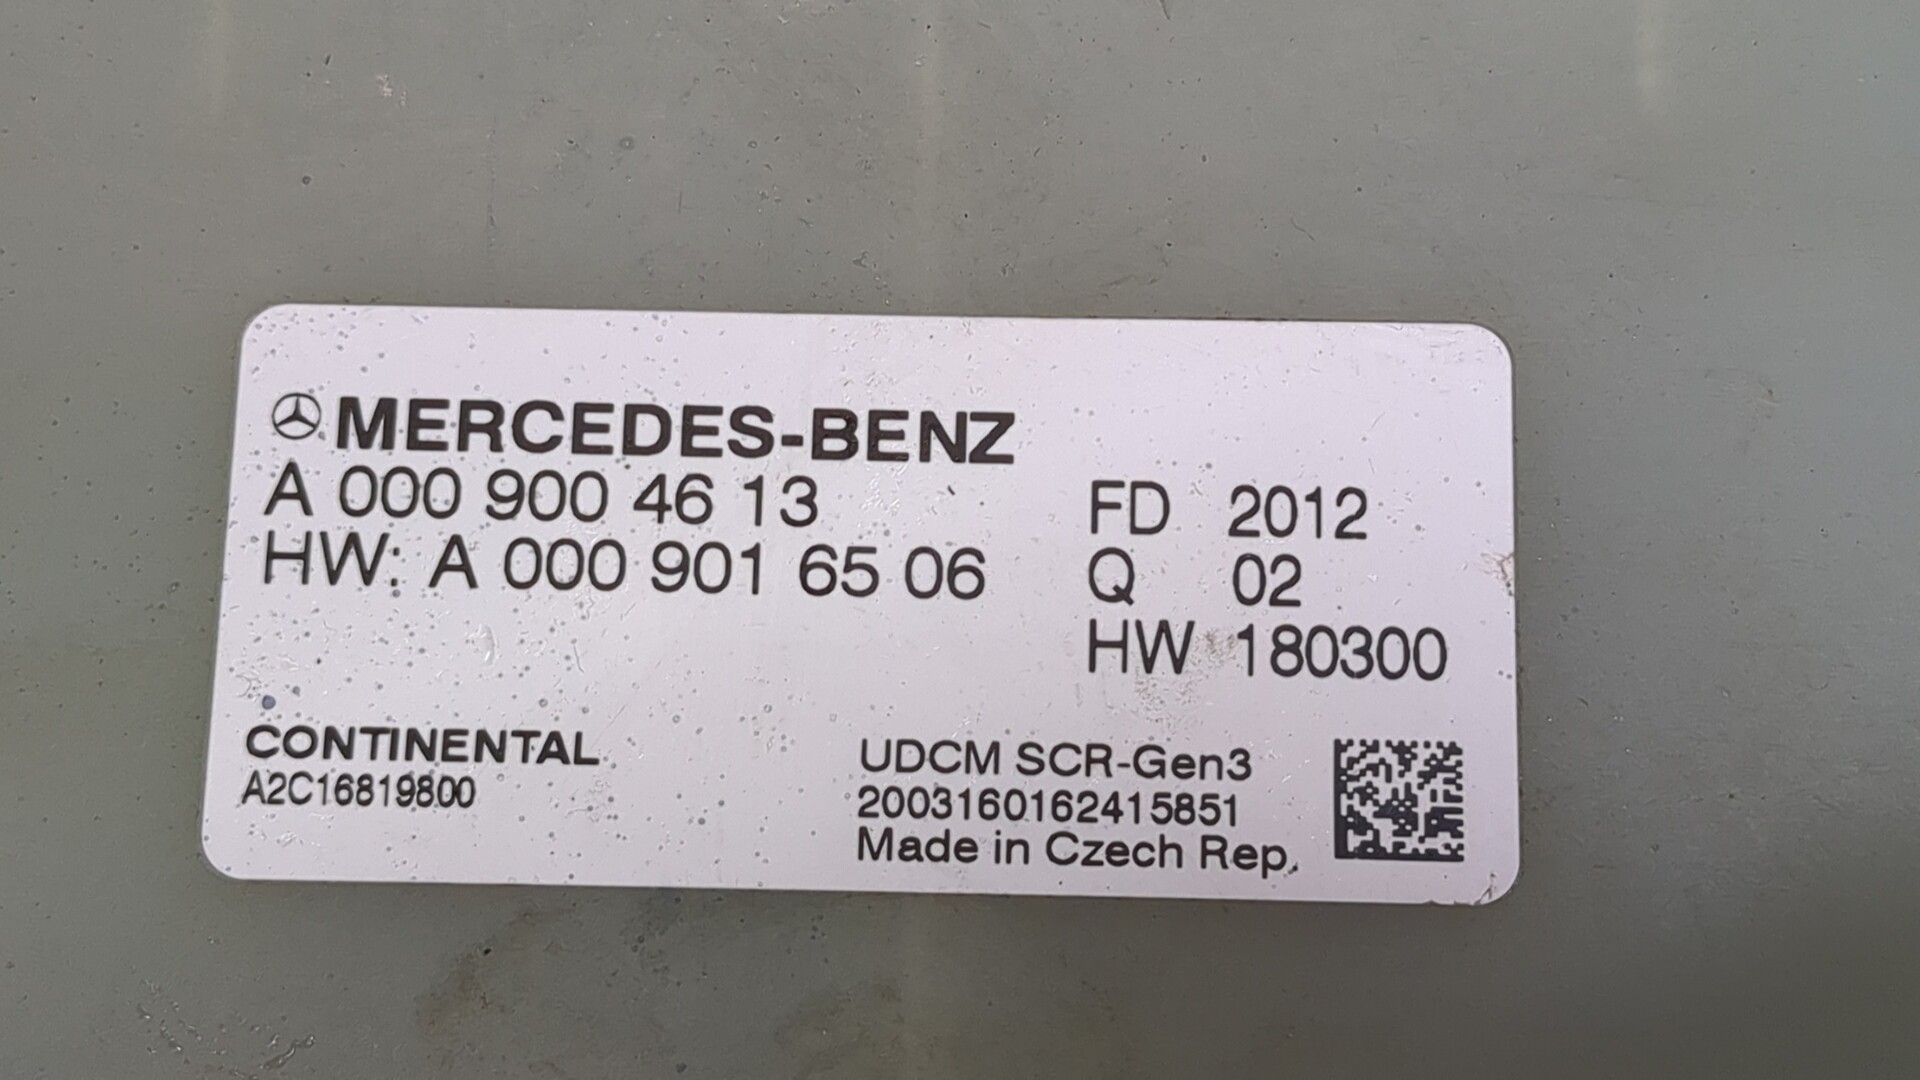 MERCEDES-BENZ
A 000 900 46 13
HW: A 000 901 65 06
FD 2012
Q 02
HW 180300
CONTINENTAL
A2C16819800
UDCM SCR-Gen3
2003160162415851
Made in Czech Rep.